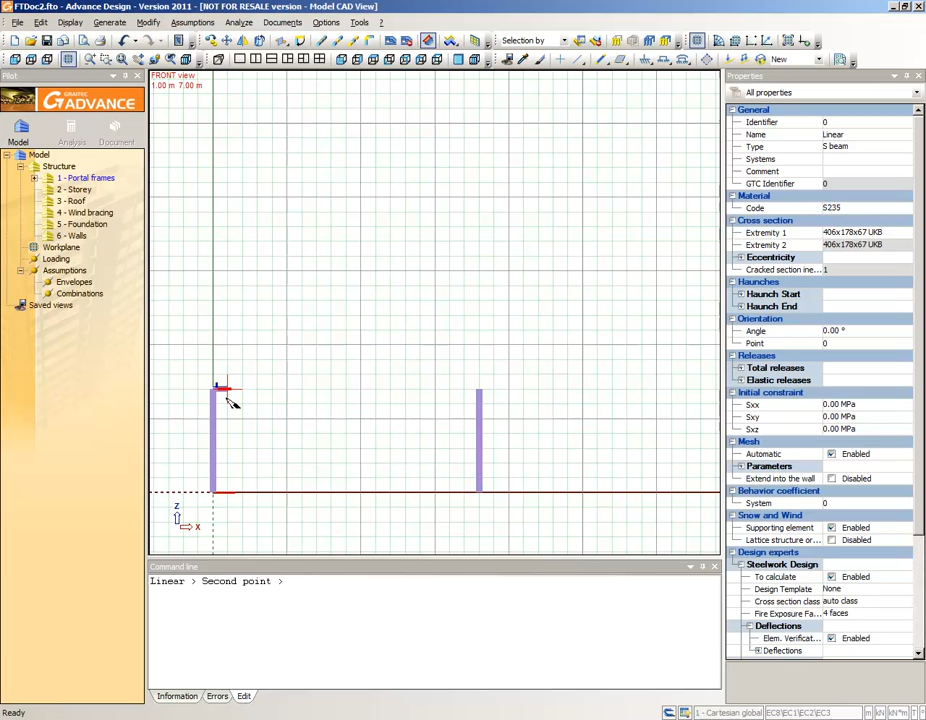 FTDoc2.fto - Advance Design - Version 2011 - [NOT FOR RESALE version - Model CAD View]
File Edit Display Generate Modify Assumptions Analyze Documents Options Tools ?
Selection by
New
Pilot
GRAITEC
ADVANCE
Model Analysis Document
Model
Structure
1 - Portal frames
2 - Storey
3 - Roof
4 - Wind bracing
5 - Foundation
6 - Walls
Workplane
Loading
Assumptions
Envelopes
Combinations
Saved views
FRONT view
1.00 m 7.00 m
Z
X
Command line
Linear > Second point >
Information Errors Edit
Properties
All properties
General
Identifier 0
Name Linear
Type S beam
Systems
Comment
GTC Identifier 0
Material
Code S235
Cross section
Extremity 1 406x178x67 UKB
Extremity 2 406x178x67 UKB
Eccentricity
Cracked section ine... 1
Haunches
Haunch Start
Haunch End
Orientation
Angle 0.00 °
Point 0
Releases
Total releases
Elastic releases
Initial constraint
Sxx 0.00 MPa
Sxy 0.00 MPa
Sxz 0.00 MPa
Mesh
Automatic Enabled
Parameters
Extend into the wall Disabled
Behavior coefficient
System 0
Snow and Wind
Supporting element Enabled
Lattice structure or... Disabled
Design experts
Steelwork Design
To calculate Enabled
Design Template None
Cross section class auto class
Fire Exposure Fa... 4 faces
Deflections
Elem. Verificat... Enabled
Deflections
Ready
1 - Cartesian global EC8\EC1\EC2\EC3 m kN kN*m T °